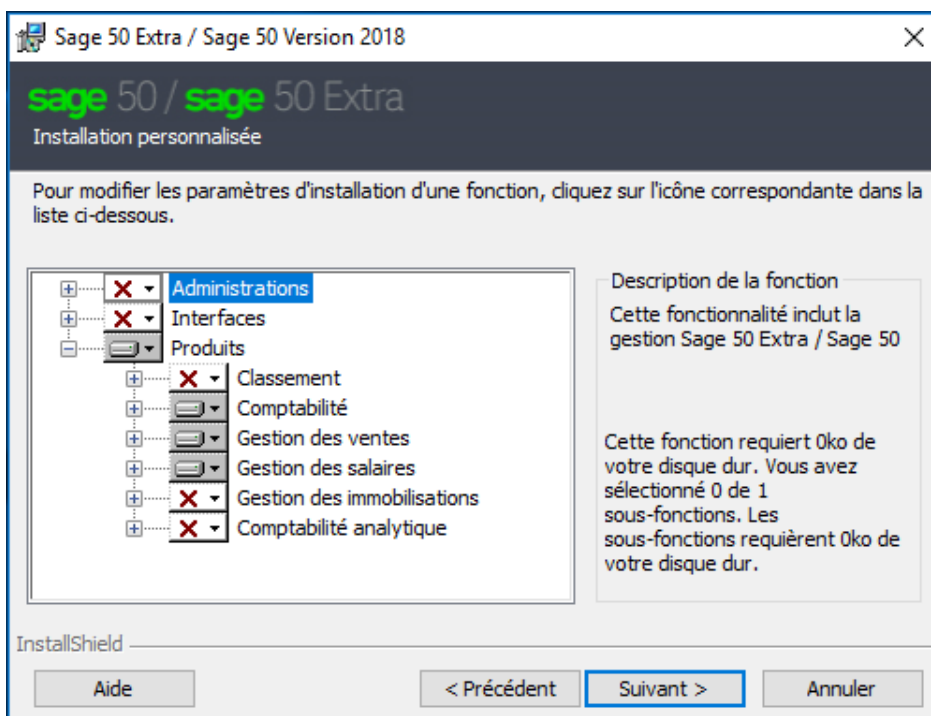 Sage 50 Extra / Sage 50 Version 2018
sage 50 / sage 50 Extra
Installation personnalisée
Pour modifier les paramètres d'installation d'une fonction, cliquez sur l'icône correspondante dans la
liste ci-dessous.
Administrations
Interfaces
Produits
Classement
Comptabilité
Gestion des ventes
Gestion des salaires
Gestion des immobilisations
Comptabilité analytique
Description de la fonction
Cette fonctionnalité inclut la
gestion Sage 50 Extra / Sage 50
Cette fonction requiert 0ko de
votre disque dur. Vous avez
sélectionné 0 de 1
sous-fonctions. Les
sous-fonctions requièrent 0ko de
votre disque dur.
InstallShield
Aide
< Précédent
Suivant >
Annuler